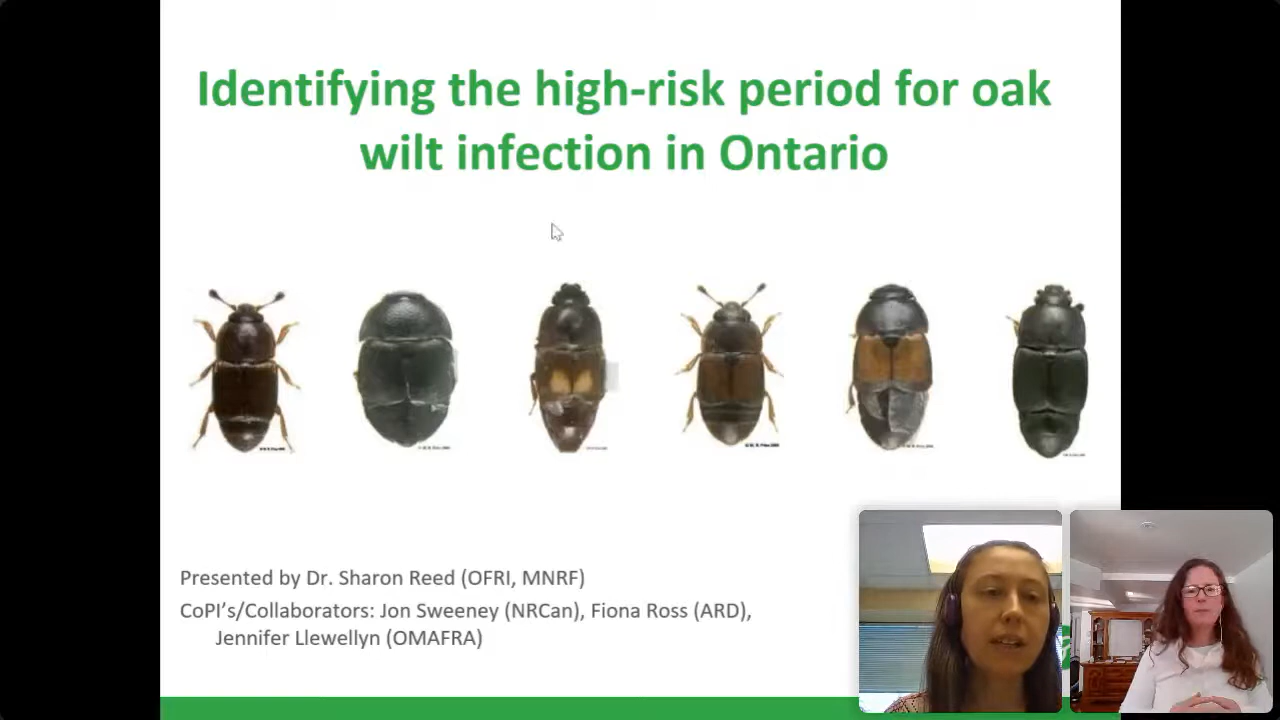 Identifying the high-risk period for oak
wilt infection in Ontario
Presented by Dr. Sharon Reed (OFRI, MNRF)
CoPI's/Collaborators: Jon Sweeney (NRCan), Fiona Ross (ARD),
Jennifer Llewellyn (OMAFRA)